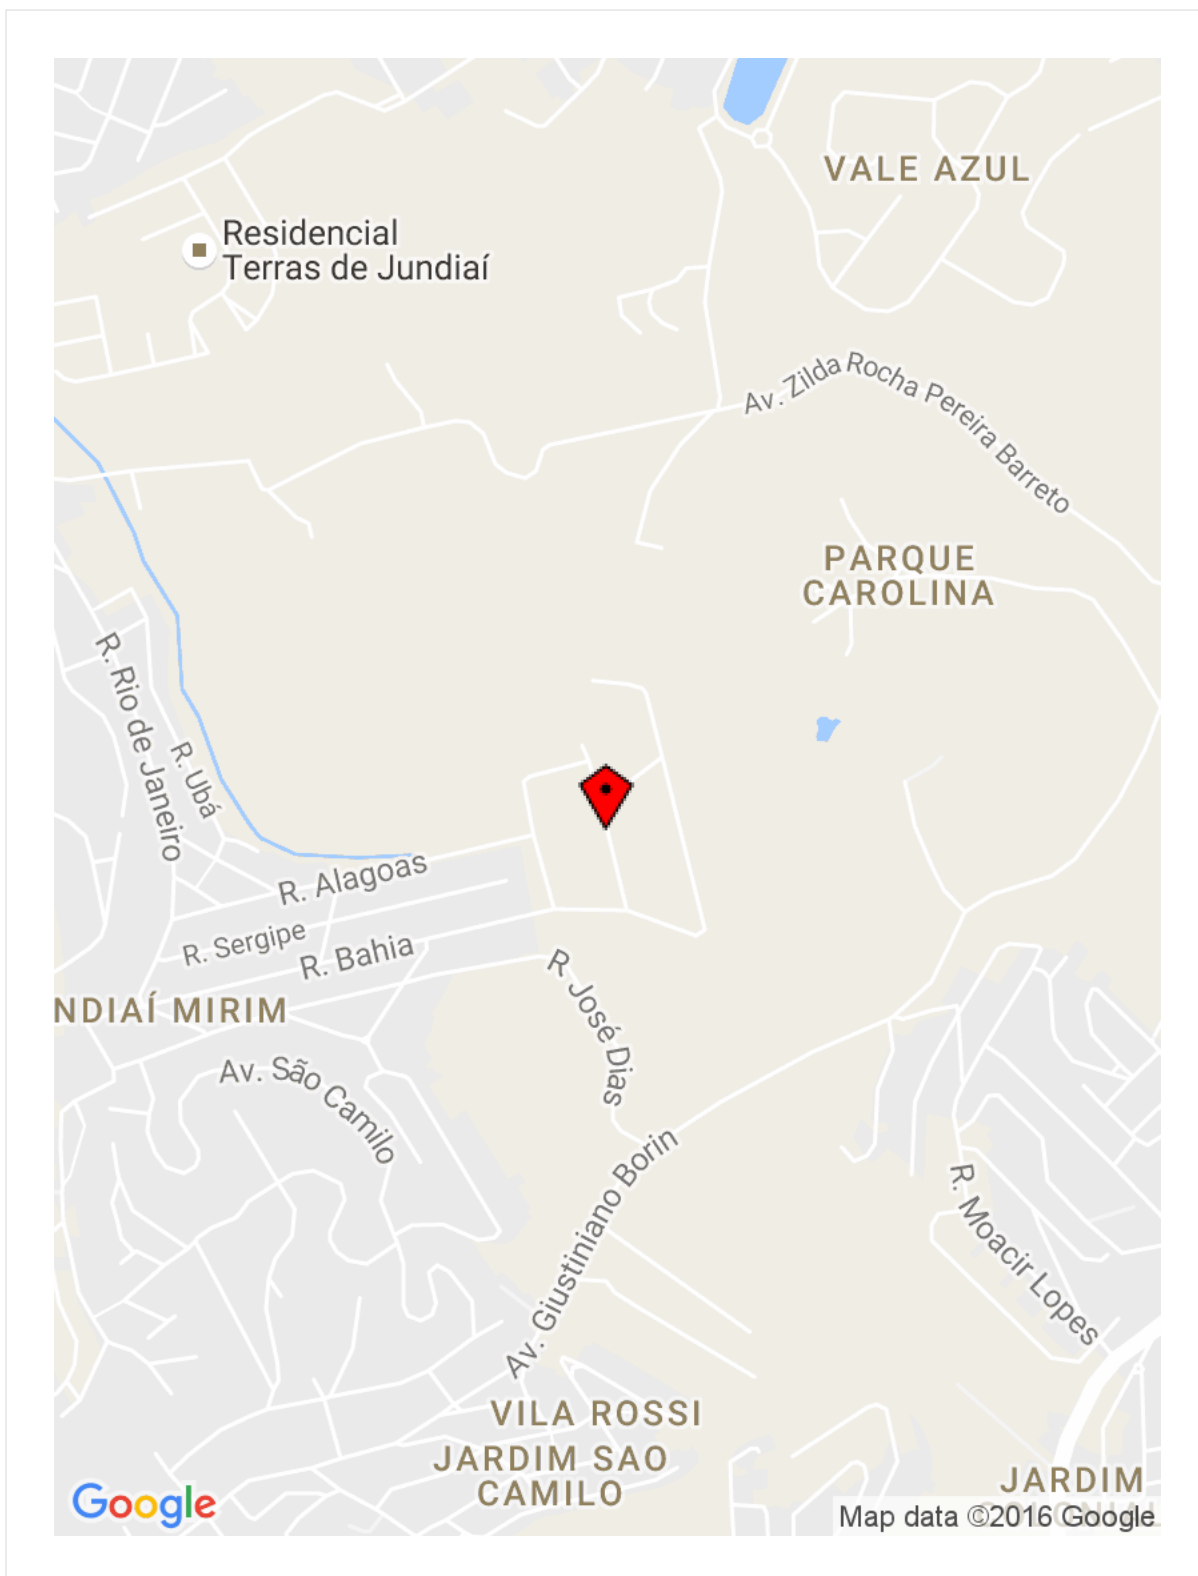 VALE AZUL
Residencial
Terras de Jundiaí
Av. Zilda Rocha Pereira Barreto
PARQUE
CAROLINA
R. Rio de Janeiro
R. Ubá
R. Alagoas
R. Sergipe
R. Bahia
R. José Dias
NDIAÍ MIRIM
Av. São Camilo
Av. Giustiniano Borin
R. Moacir Lopes
VILA ROSSI
JARDIM SAO
CAMILO
JARDIM
Google
Map data ©2016 Google